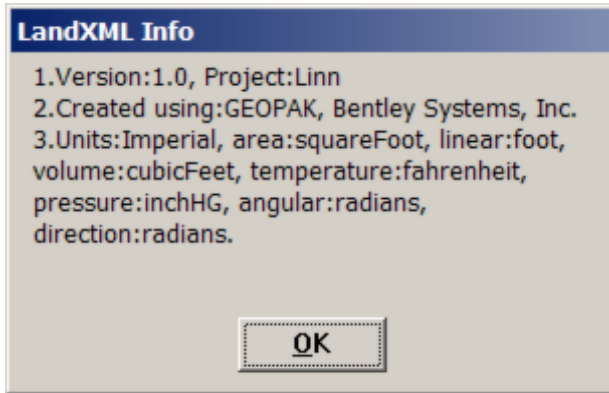 LandXML Info
1.Version:1.0, Project:Linn
2.Created using:GEOPAK, Bentley Systems, Inc.
3.Units:Imperial, area:squareFoot, linear:foot,
volume:cubicFeet, temperature:fahrenheit,
pressure:inchHG, angular:radians,
direction:radians.
OK